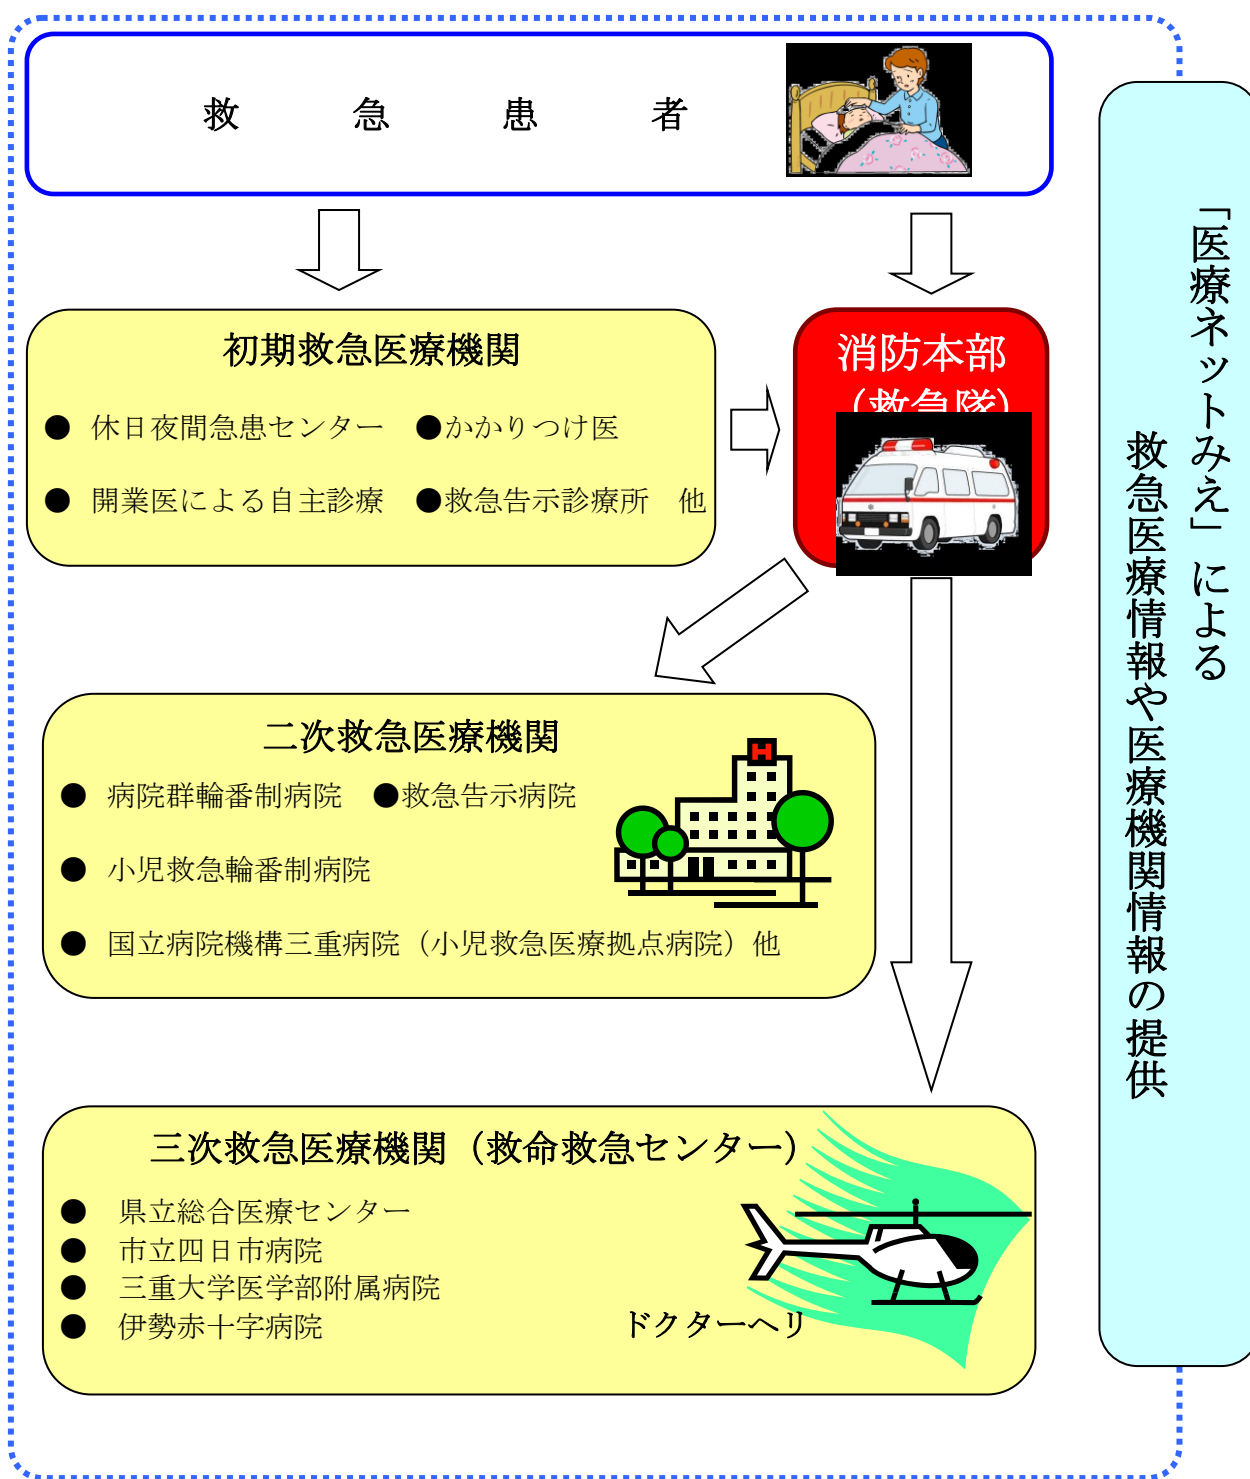 救急患者
初期救急医療機関
● 休日夜間急患センター ●かかりつけ医
● 開業医による自主診療 ●救急告示診療所 他
消防本部
（救急隊）
二次救急医療機関
● 病院群輪番制病院 ●救急告示病院
● 小児救急輪番制病院
● 国立病院機構三重病院（小児救急医療拠点病院）他
三次救急医療機関（救命救急センター）
● 県立総合医療センター
● 市立四日市病院
● 三重大学医学部附属病院
● 伊勢赤十字病院
ドクターヘリ
「医療ネットみえ」による
救急医療情報や医療機関情報の提供
H